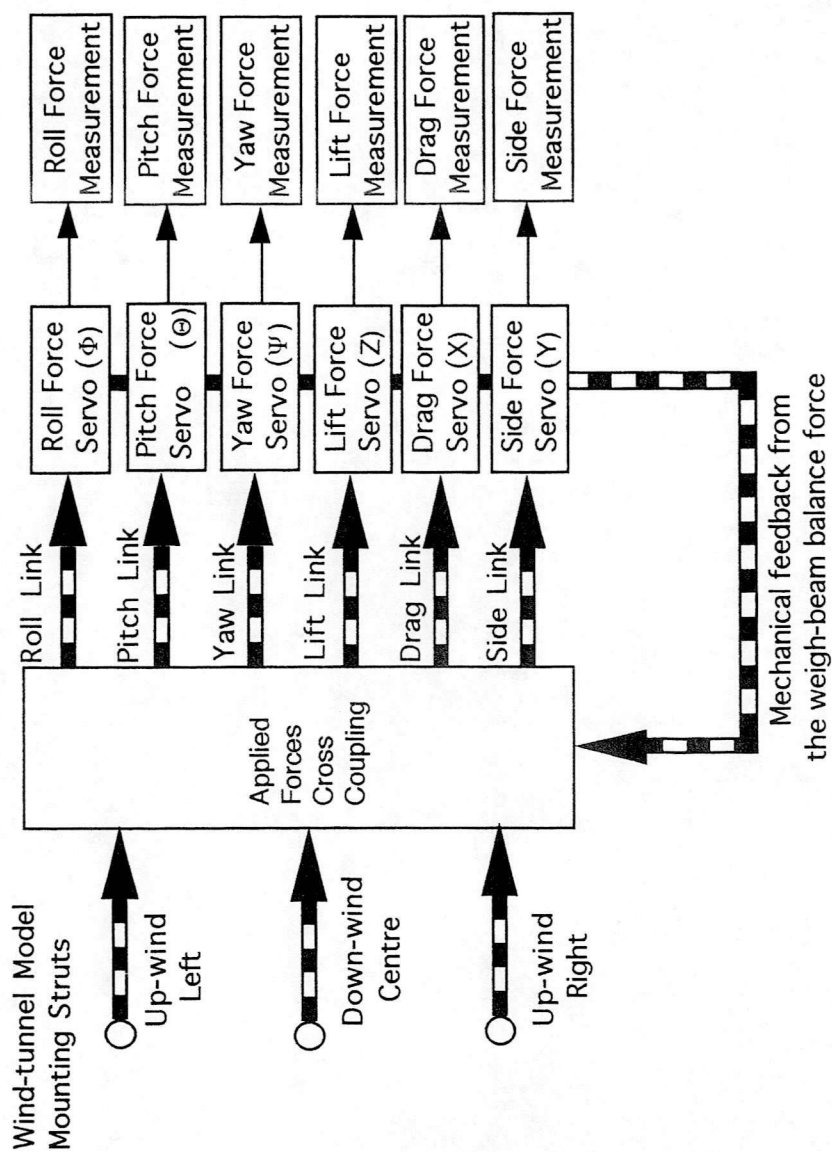 Wind-tunnel Model
Mounting Struts
Up-wind
Left
Down-wind
Centre
Up-wind
Right
Applied
Forces
Cross
Coupling
Roll Link
Pitch Link
Yaw Link
Lift Link
Drag Link
Side Link
Roll Force
Servo (Φ)
Pitch Force
Servo (Θ)
Yaw Force
Servo (Ψ)
Lift Force
Servo (Z)
Drag Force
Servo (X)
Side Force
Servo (Y)
Roll Force
Measurement
Pitch Force
Measurement
Yaw Force
Measurement
Lift Force
Measurement
Drag Force
Measurement
Side Force
Measurement
Mechanical feedback from
the weigh-beam balance force